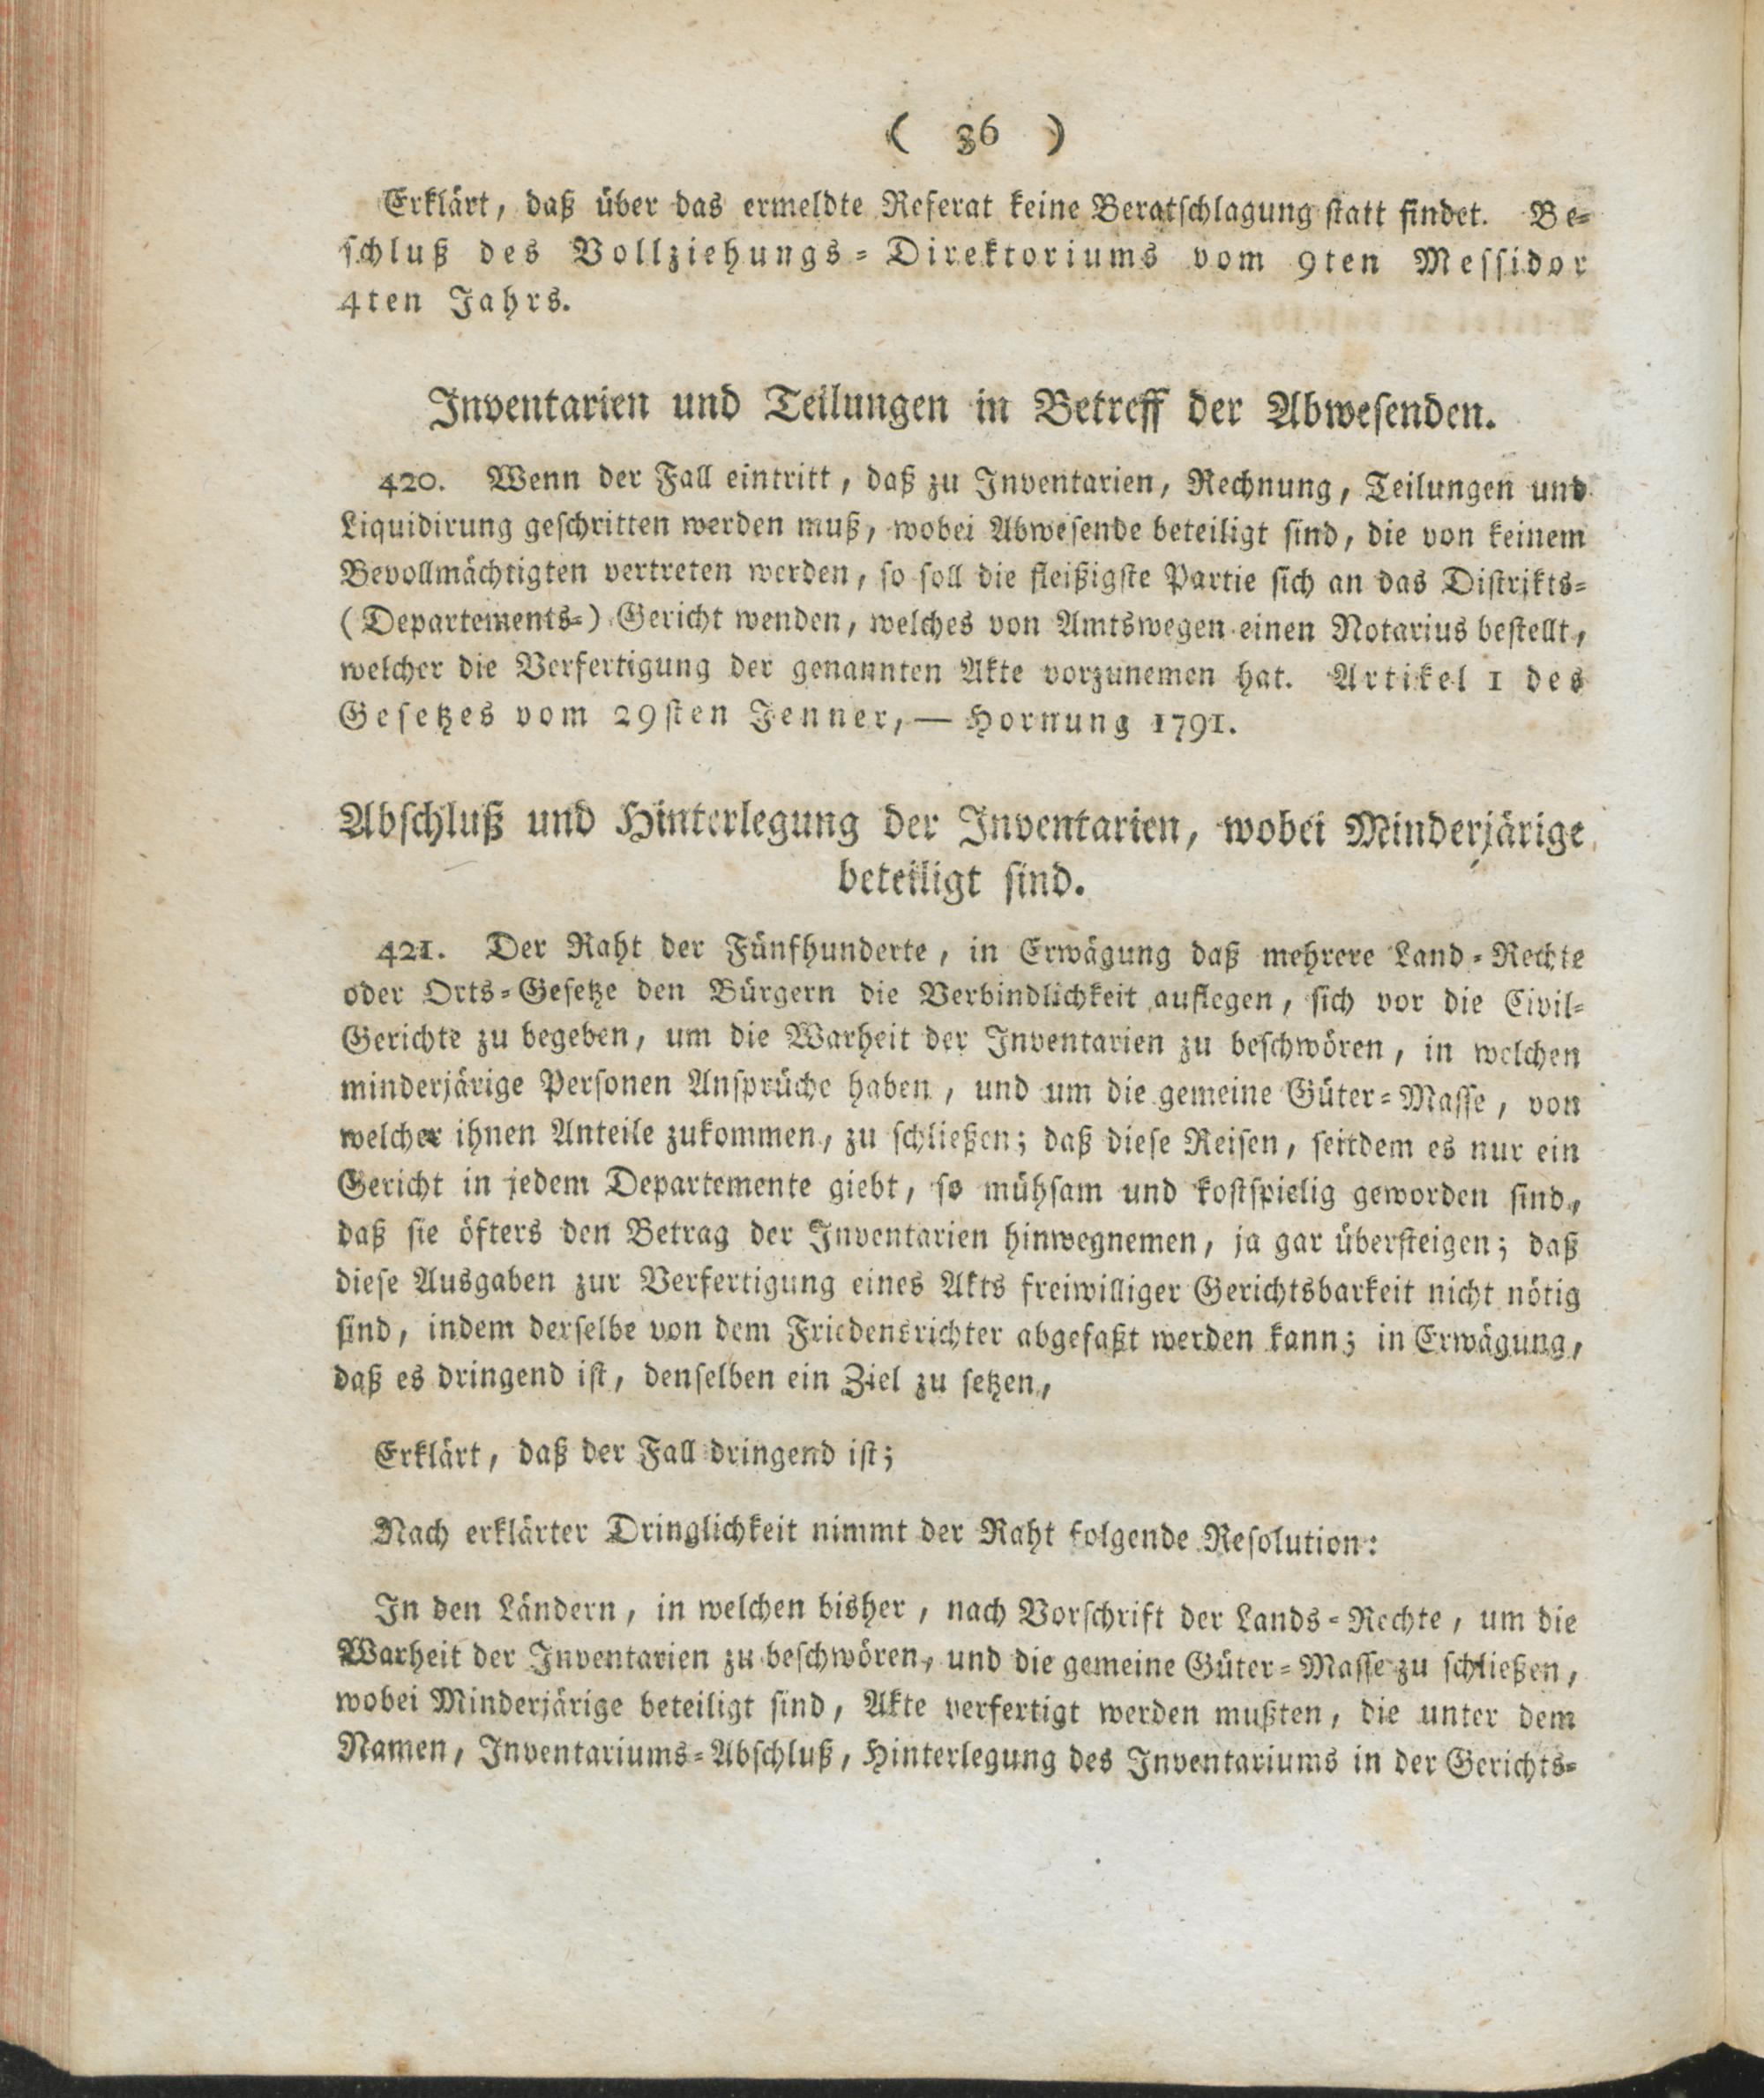 ( 36 )
Erklärt, daß über das ermeldte Referat keine Beratschlagung statt findet. Be-
schluß des Vollziehungs-Direktoriums vom 9ten Messidor
4ten Jahrs.
Inventarien und Teilungen in Betreff der Abwesenden.
420. Wenn der Fall eintritt, daß zu Inventarien, Rechnung, Teilungen und
Liquidirung geschritten werden muß, wobei Abwesende beteiligt sind, die von keinem
Bevollmächtigten vertreten werden, so soll die fleißigste Partie sich an das Distrikts-
(Departements-) Gericht wenden, welches von Amtswegen einen Notarius bestellt,
welcher die Verfertigung der genannten Akte vorzunemen hat. Artikel 1 des
Gesetzes vom 29sten Jenner, — Hornung 1791.
Abschluß und Hinterlegung der Inventarien, wobei Minderjärige
beteiligt sind.
421. Der Raht der Fünfhunderte, in Erwägung daß mehrere Land-Rechte
oder Orts-Gesetze den Bürgern die Verbindlichkeit auflegen, sich vor die Civil-
Gerichte zu begeben, um die Warheit der Inventarien zu beschwören, in welchen
minderjärige Personen Ansprüche haben, und um die gemeine Güter-Masse, von
welcher ihnen Anteile zukommen, zu schließen; daß diese Reisen, seitdem es nur ein
Gericht in jedem Departemente giebt, so mühsam und kostspielig geworden sind,
daß sie öfters den Betrag der Inventarien hinwegnemen, ja gar übersteigen; daß
diese Ausgaben zur Verfertigung eines Akts freiwilliger Gerichtsbarkeit nicht nötig
sind, indem derselbe von dem Friedensrichter abgefaßt werden kann; in Erwägung,
daß es dringend ist, denselben ein Ziel zu setzen,
Erklärt, daß der Fall dringend ist;
Nach erklärter Dringlichkeit nimmt der Raht folgende Resolution:
In den Ländern, in welchen bisher, nach Vorschrift der Lands-Rechte, um die
Warheit der Inventarien zu beschwören, und die gemeine Güter-Masse zu schließen,
wobei Minderjärige beteiligt sind, Akte verfertigt werden mußten, die unter dem
Namen, Inventariums-Abschluß, Hinterlegung des Inventariums in der Gerichts-